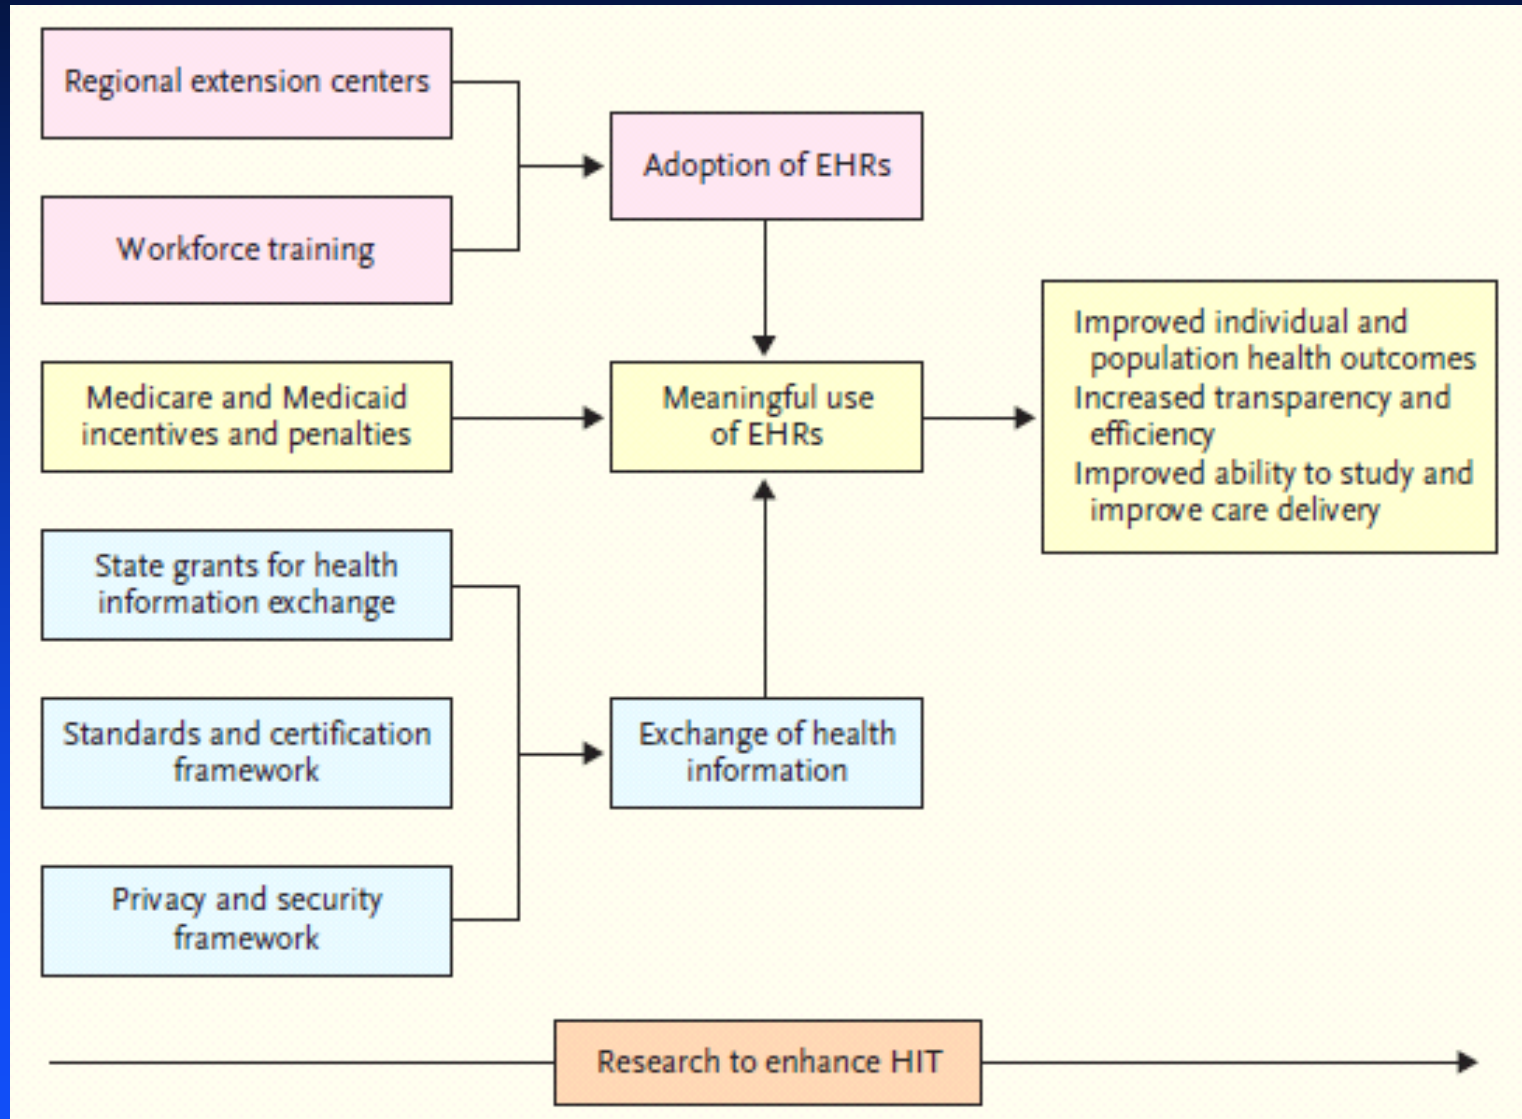 Regional extension centers
Workforce training
Adoption of EHRs
Medicare and Medicaid
incentives and penalties
Meaningful use
of EHRs
Improved individual and
population health outcomes
Increased transparency and
efficiency
Improved ability to study and
improve care delivery
State grants for health
information exchange
Standards and certification
framework
Privacy and security
framework
Exchange of health
information
Research to enhance HIT